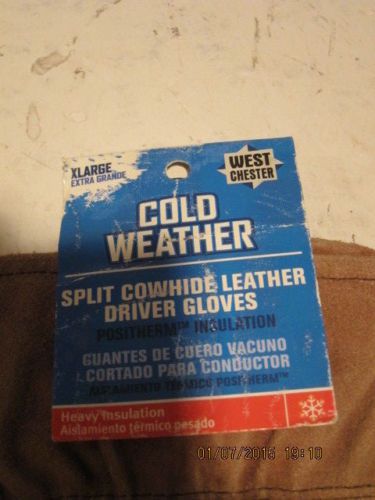 XLARGE
EXTRA GRANDE
WEST
CHESTER
COLD
WEATHER
SPLIT COWHIDE LEATHER
DRIVER GLOVES
POSITHERM™ INSULATION
GUANTES DE CUERO VACUNO
CORTADO PARA CONDUCTOR
AISLAMIENTO TÉRMICO POSITHERM™
Heavy Insulation
Aislamiento térmico pesado
01/07/2015 19:10